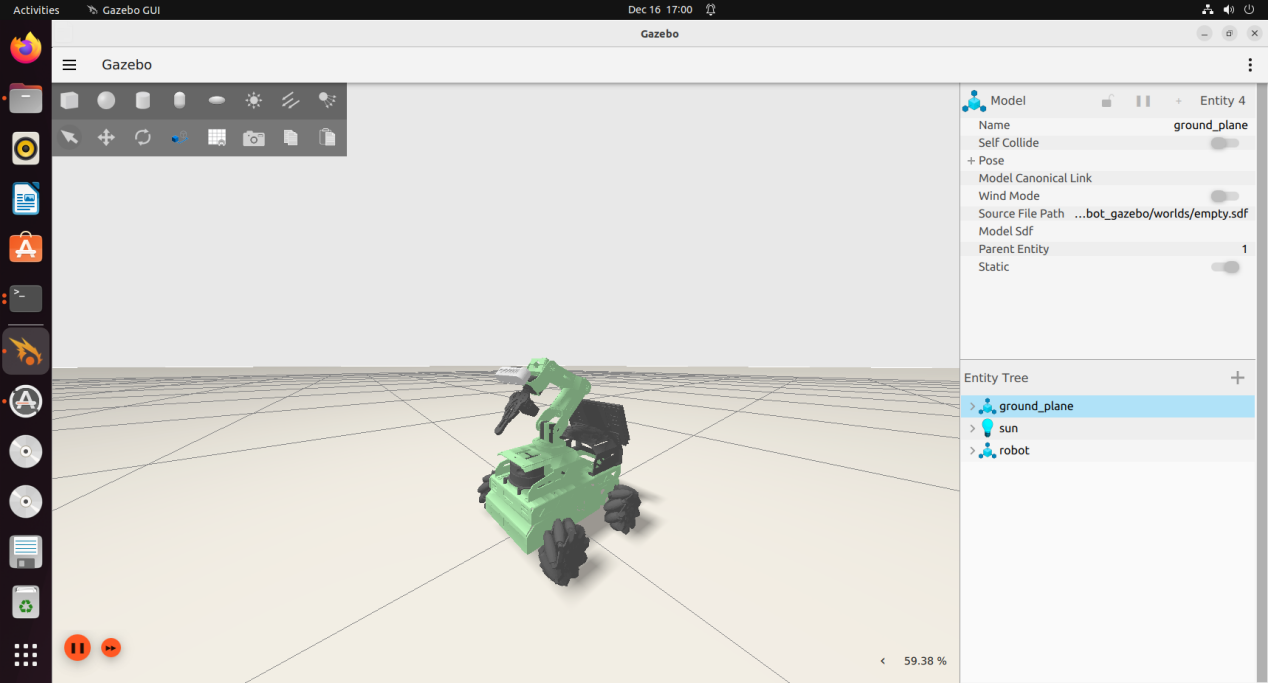 Activities
Gazebo GUI
Dec 16 17:00
Gazebo
Gazebo
Model
Entity 4
Name
ground_plane
Self Collide
Pose
Model Canonical Link
Wind Mode
Source File Path
...bot_gazebo/worlds/empty.sdf
Model Sdf
Parent Entity
1
Static
Entity Tree
ground_plane
sun
robot
59.38 %